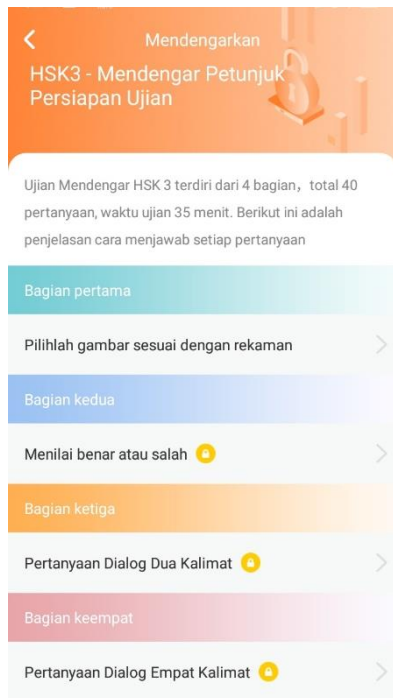 Mendengarkan
HSK3 - Mendengar Petunjuk
Persiapan Ujian
Ujian Mendengar HSK 3 terdiri dari 4 bagian，total 40
pertanyaan, waktu ujian 35 menit. Berikut ini adalah
penjelasan cara menjawab setiap pertanyaan
Bagian pertama
Pilihlah gambar sesuai dengan rekaman
Bagian kedua
Menilai benar atau salah
Bagian ketiga
Pertanyaan Dialog Dua Kalimat
Bagian keempat
Pertanyaan Dialog Empat Kalimat